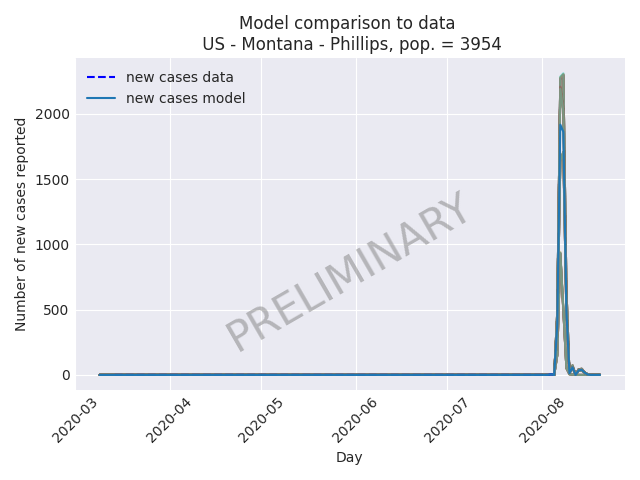 Model comparison to data
US - Montana - Phillips, pop. = 3954
new cases data
new cases model
PRELIMINARY
Number of new cases reported
2000
1500
1000
500
0
2020-03
2020-04
2020-05
2020-06
2020-07
2020-08
Day